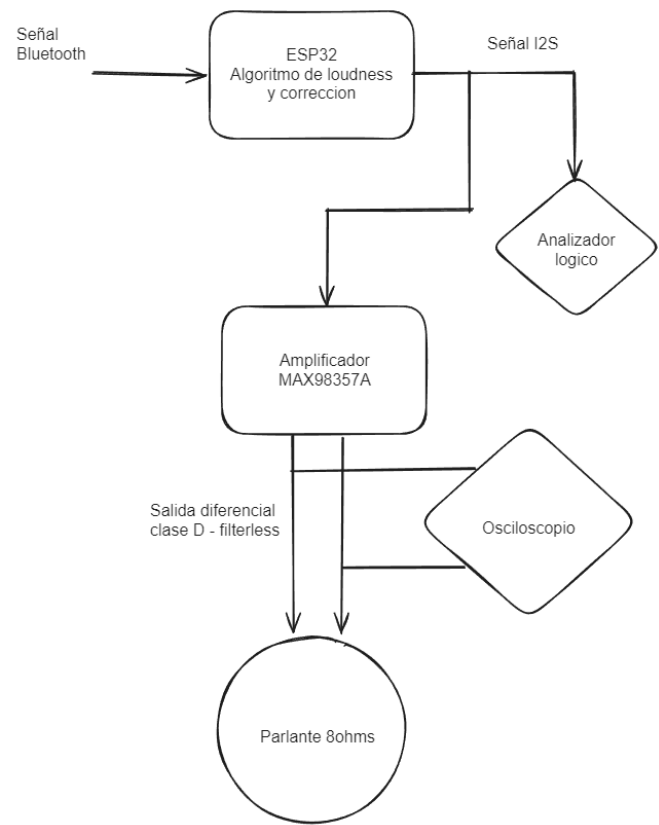 Señal
Bluetooth
ESP32
Algoritmo de loudness
y correccion
Señal I2S
Analizador
logico
Amplificador
MAX98357A
Salida diferencial
clase D - filterless
Osciloscopio
Parlante 8ohms